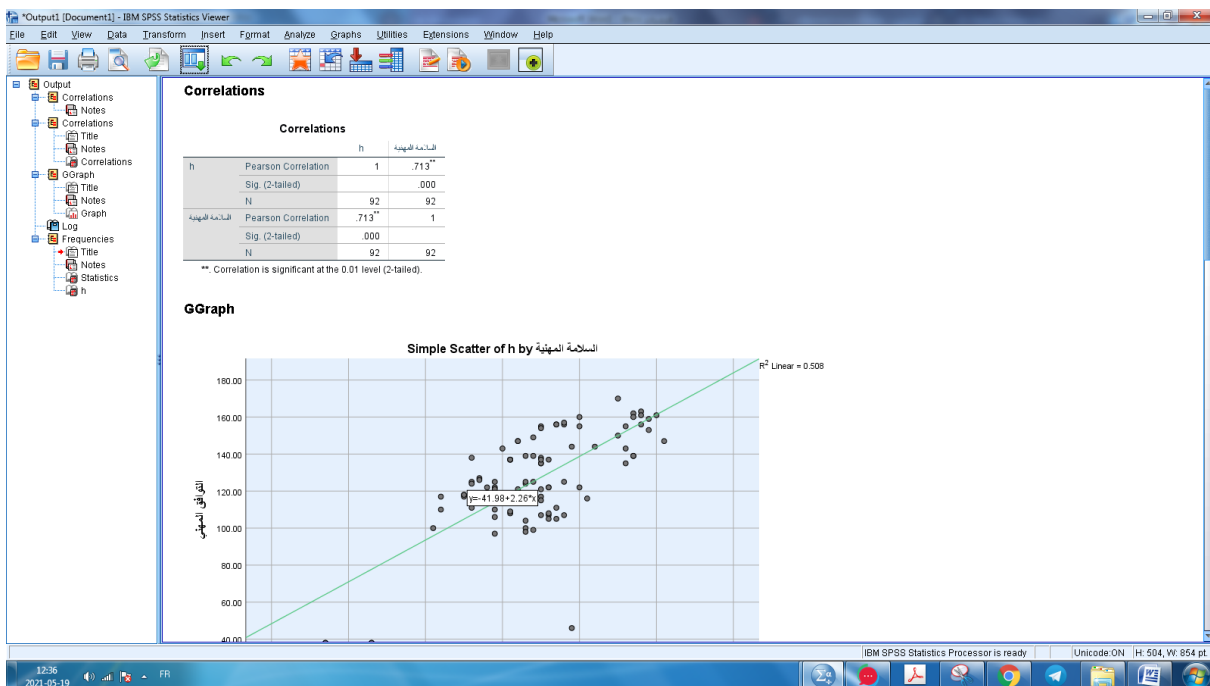 *Output1 [Document1] - IBM SPSS Statistics Viewer
File Edit View Data Transform Insert Format Analyze Graphs Utilities Extensions Window Help
Output
Correlations
Notes
Correlations
Title
Notes
Correlations
GGraph
Title
Notes
Graph
Log
Frequencies
Title
Notes
Statistics
h
Correlations
Correlations
h السلامة المهنية
h Pearson Correlation 1 .713**
Sig. (2-tailed) .000
N 92 92
السلامة المهنية Pearson Correlation .713** 1
Sig. (2-tailed) .000
N 92 92
**. Correlation is significant at the 0.01 level (2-tailed).
GGraph
Simple Scatter of h by السلامة المهنية
R2 Linear = 0.508
180.00
160.00
140.00
120.00
100.00
80.00
60.00
40.00
التوافق المهني
y=-41.98+2.26*x
IBM SPSS Statistics Processor is ready Unicode:ON H: 504, W: 854 pt.
12:36
2021-05-19
FR